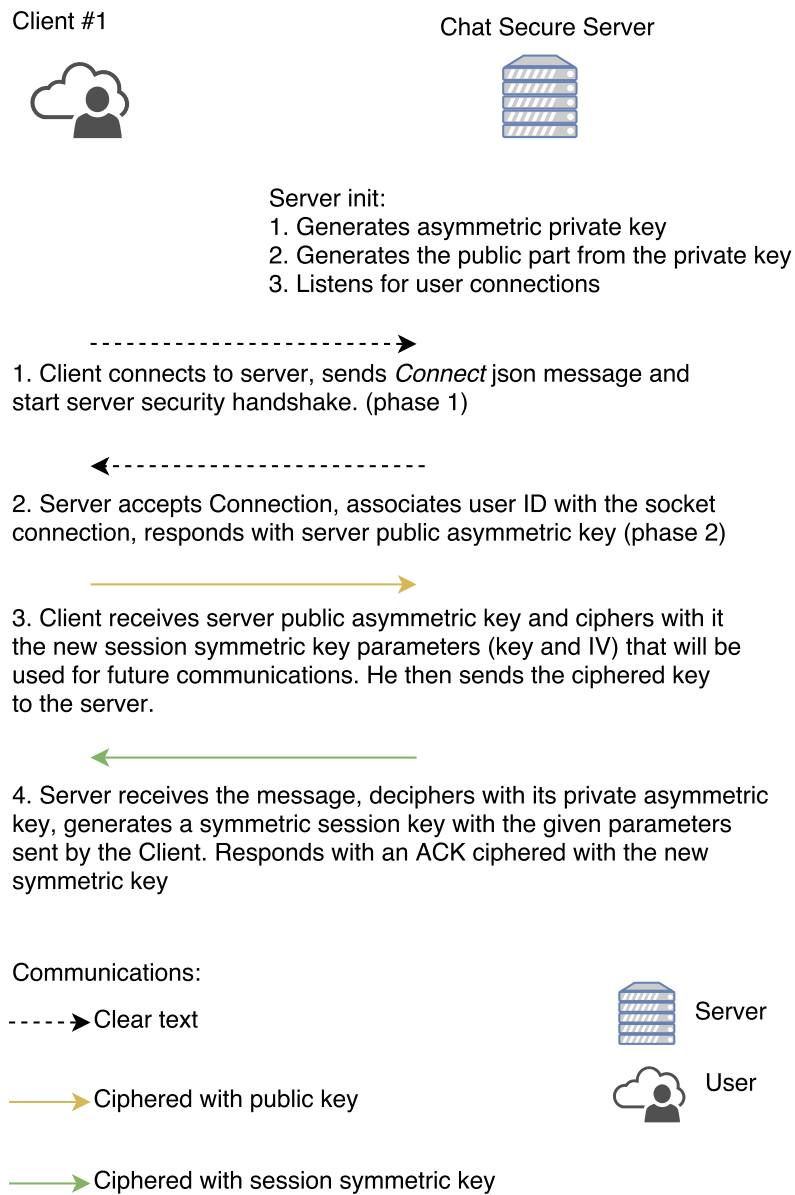 Client #1
Chat Secure Server
Server init:
1. Generates asymmetric private key
2. Generates the public part from the private key
3. Listens for user connections
1. Client connects to server, sends Connect json message and
start server security handshake. (phase 1)
2. Server accepts Connection, associates user ID with the socket
connection, responds with server public asymmetric key (phase 2)
3. Client receives server public asymmetric key and ciphers with it
the new session symmetric key parameters (key and IV) that will be
used for future communications. He then sends the ciphered key
to the server.
4. Server receives the message, deciphers with its private asymmetric
key, generates a symmetric session key with the given parameters
sent by the Client. Responds with an ACK ciphered with the new
symmetric key
Communications:
Clear text
Server
Ciphered with public key
User
Ciphered with session symmetric key